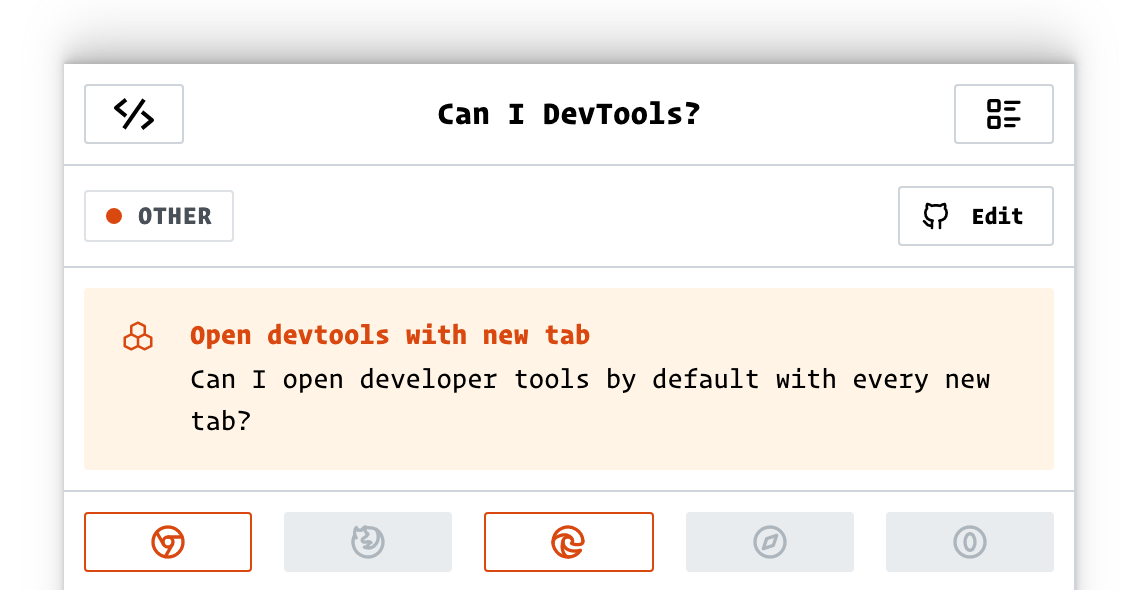 Can I DevTools?
OTHER
Edit
Open devtools with new tab
Can I open developer tools by default with every new
tab?